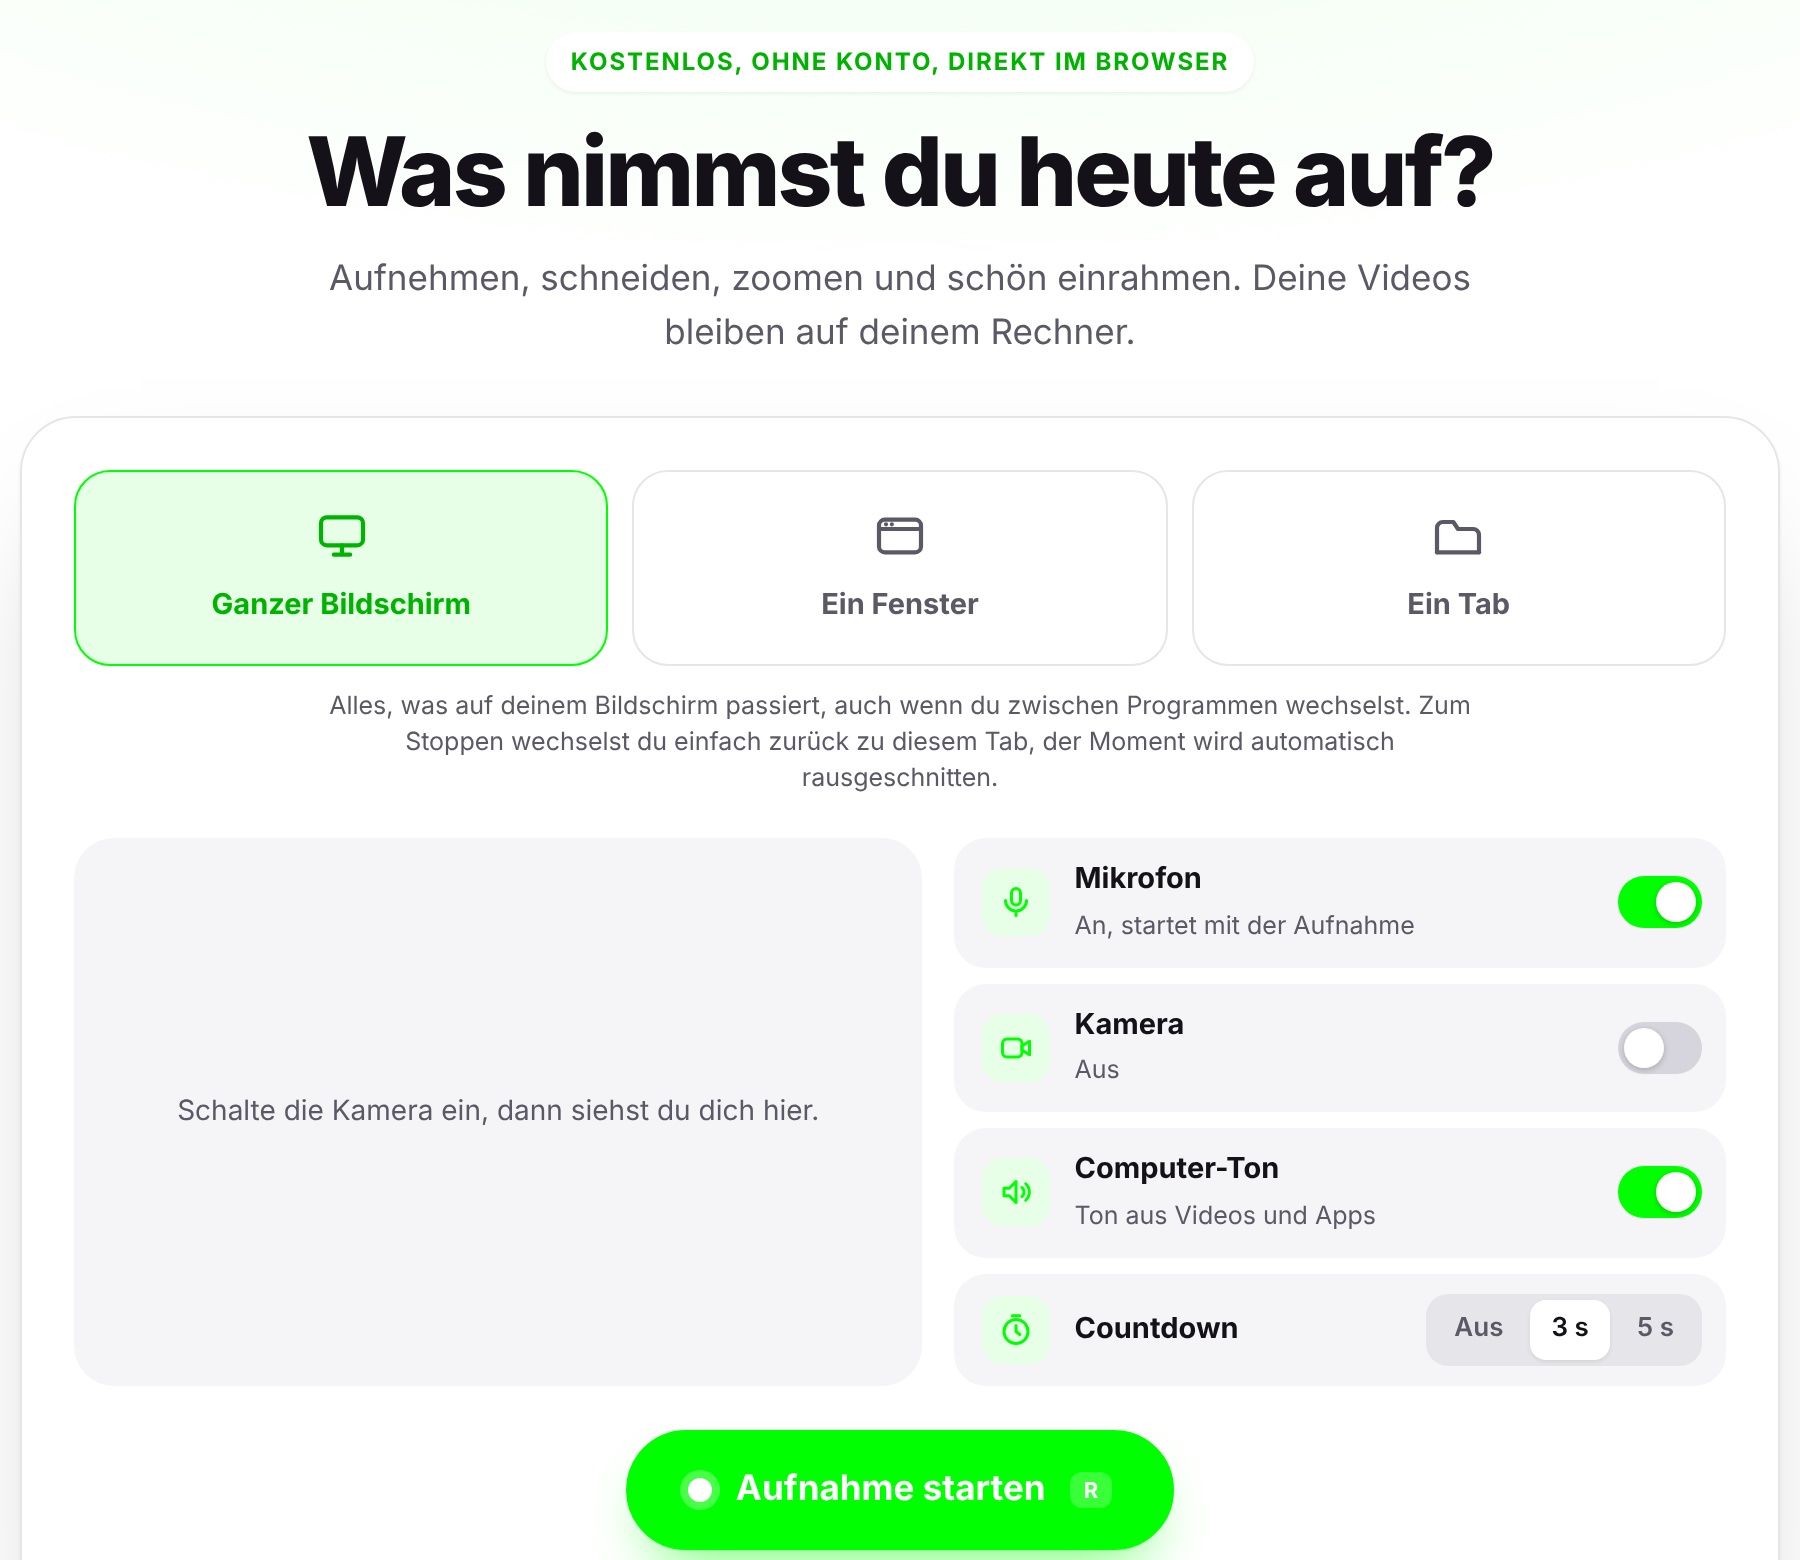 KOSTENLOS, OHNE KONTO, DIREKT IM BROWSER
Was nimmst du heute auf?
Aufnehmen, schneiden, zoomen und schön einrahmen. Deine Videos
bleiben auf deinem Rechner.
Ganzer Bildschirm
Ein Fenster
Ein Tab
Alles, was auf deinem Bildschirm passiert, auch wenn du zwischen Programmen wechselst. Zum
Stoppen wechselst du einfach zurück zu diesem Tab, der Moment wird automatisch
rausgeschnitten.
Schalte die Kamera ein, dann siehst du dich hier.
Mikrofon
An, startet mit der Aufnahme
Kamera
Aus
Computer-Ton
Ton aus Videos und Apps
Countdown
Aus 3 s 5 s
Aufnahme starten R